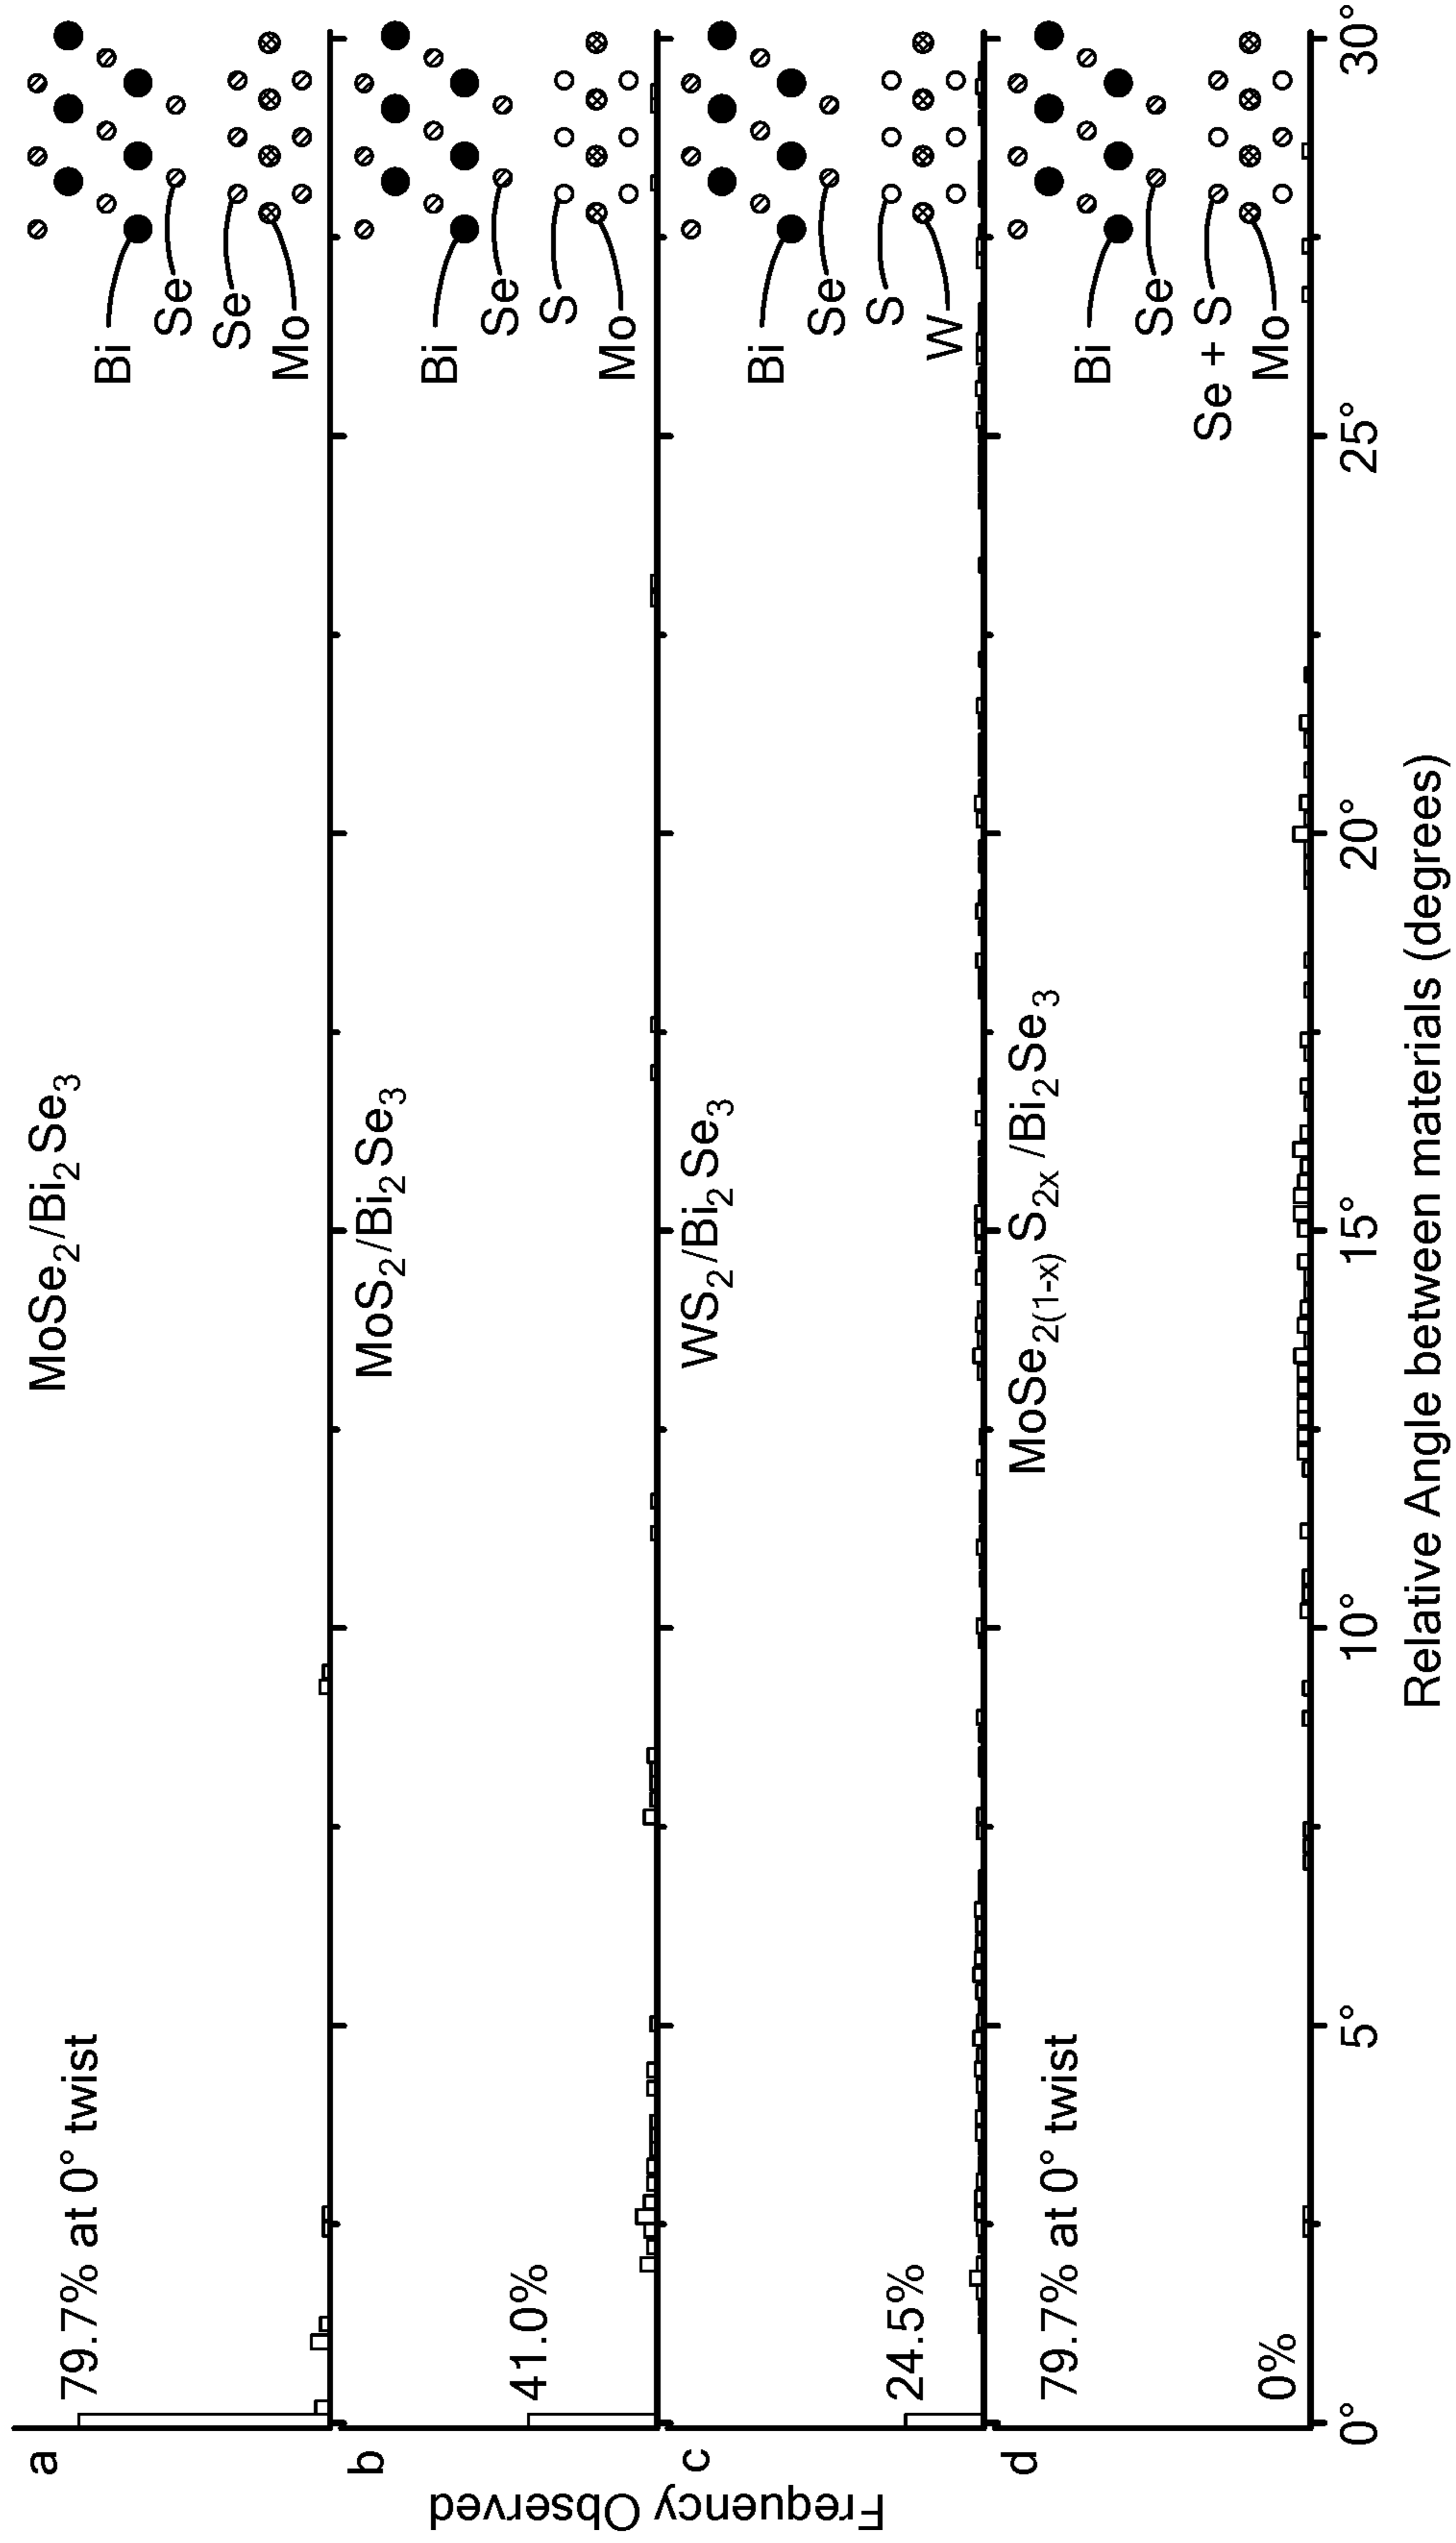 Frequency Observed
a
79.7% at 0° twist
MoSe2/Bi2Se3
Bi
Se
Se
Mo
b
41.0%
MoS2/Bi2Se3
Bi
Se
S
Mo
c
24.5%
WS2/Bi2Se3
Bi
Se
S
W
d
79.7% at 0° twist
0%
MoSe2(1-x)S2x/Bi2Se3
Bi
Se
Se + S
Mo
0° 5° 10° 15° 20° 25° 30°
Relative Angle between materials (degrees)